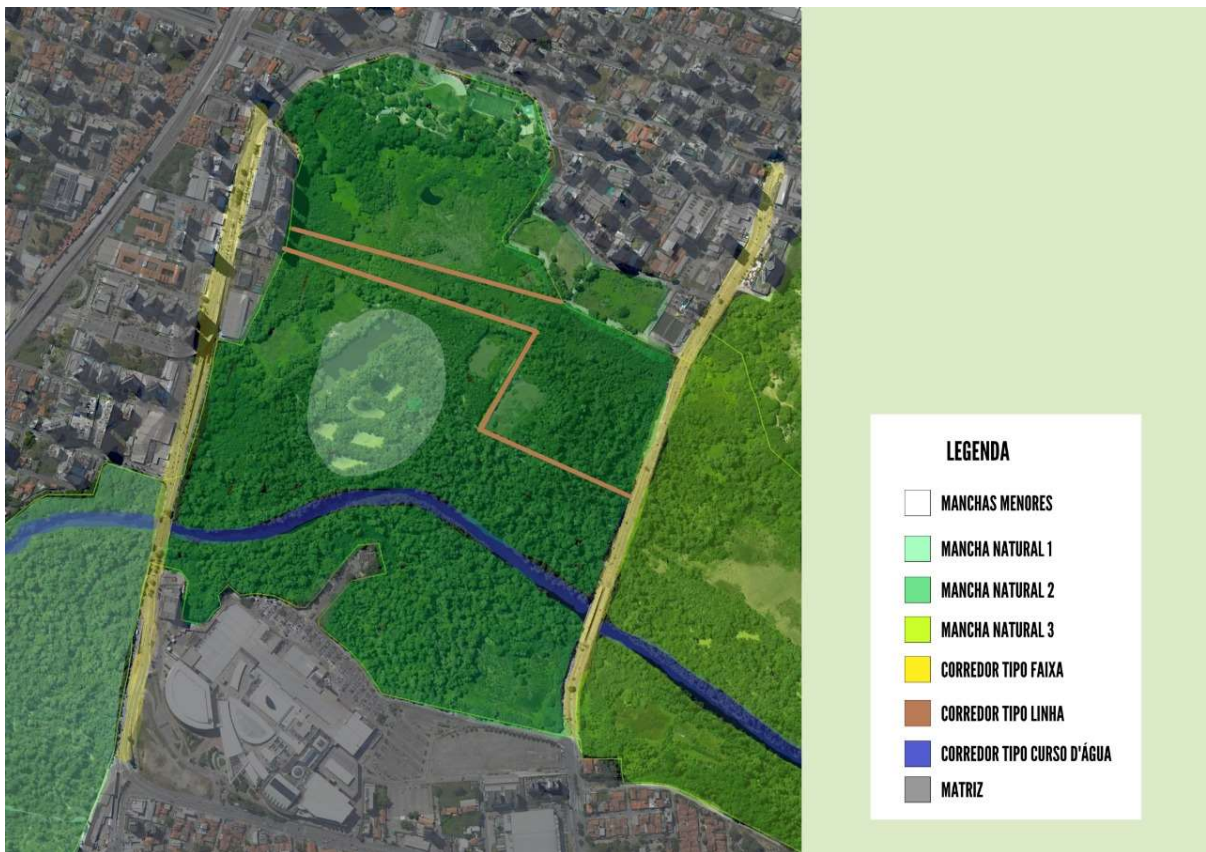 LEGENDA
MANCHAS MENORES
MANCHA NATURAL 1
MANCHA NATURAL 2
MANCHA NATURAL 3
CORREDOR TIPO FAIXA
CORREDOR TIPO LINHA
CORREDOR TIPO CURSO D'ÁGUA
MATRIZ